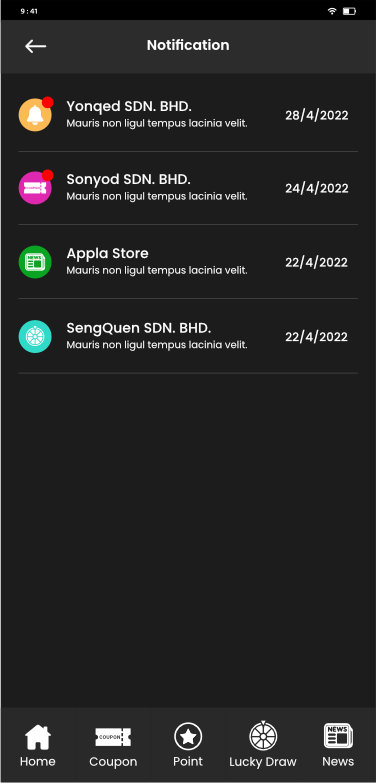 9:41
Notification
Yonqed SDN. BHD.
Mauris non ligul tempus lacinia velit.
28/4/2022
Sonyod SDN. BHD.
Mauris non ligul tempus lacinia velit.
24/4/2022
NEWS
Appla Store
Mauris non ligul tempus lacinia velit.
22/4/2022
SengQuen SDN. BHD.
Mauris non ligul tempus lacinia velit.
22/4/2022
COUPON
NEWS
Home
Coupon
Point
Lucky Draw
News